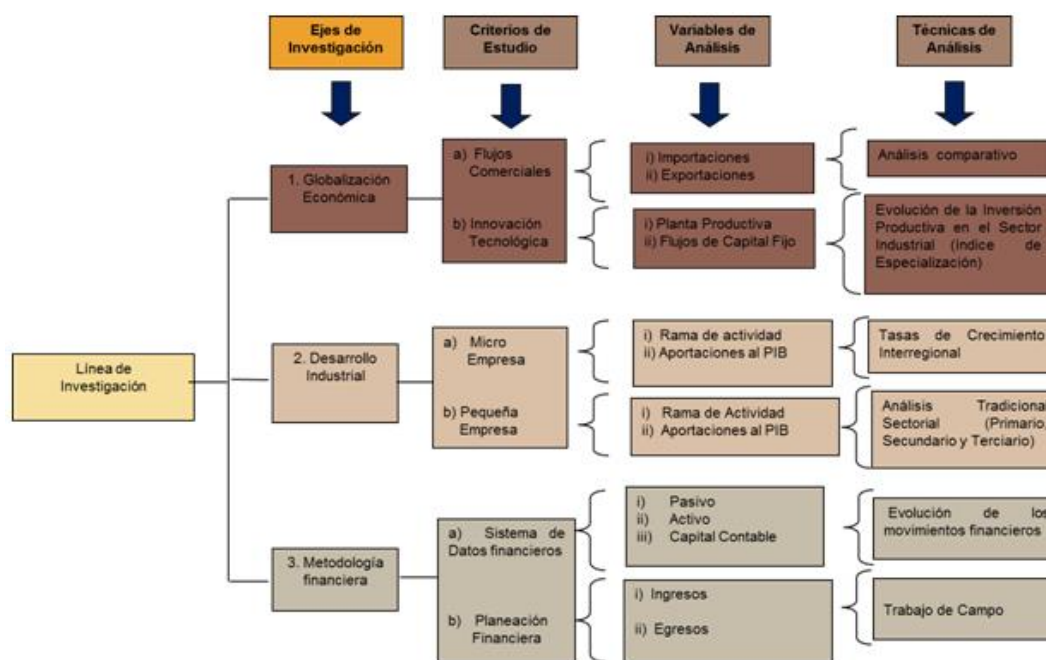 Ejes de
Investigación
Criterios de
Estudio
Variables de
Análisis
Técnicas de
Análisis
Línea de
Investigación
1. Globalización
Económica
a) Flujos
Comerciales
b) Innovación
Tecnológica
i) Importaciones
ii) Exportaciones
i) Planta Productiva
ii) Flujos de Capital Fijo
Análisis comparativo
Evolución de la Inversión
Productiva en el Sector
Industrial (índice de
Especialización)
2. Desarrollo
Industrial
a) Micro
Empresa
b) Pequeña
Empresa
i) Rama de actividad
ii) Aportaciones al PIB
i) Rama de Actividad
ii) Aportaciones al PIB
Tasas de Crecimiento
Interregional
Análisis Tradiciona
Sectorial (Primario,
Secundario y Terciario)
3. Metodología
financiera
a) Sistema de
Datos financieros
b) Planeación
Financiera
i) Pasivo
ii) Activo
iii) Capital Contable
i) Ingresos
ii) Egresos
Evolución de los
movimientos financieros
Trabajo de Campo